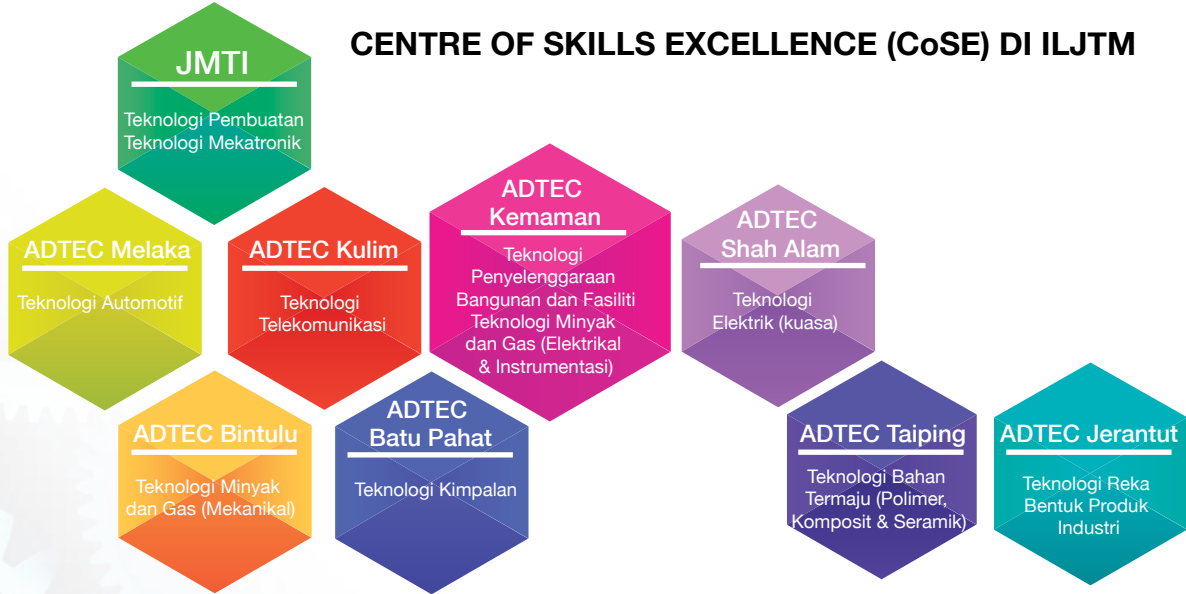 CENTRE OF SKILLS EXCELLENCE (CoSE) DI ILJTM
JMTI
Teknologi Pembuatan
Teknologi Mekatronik
ADTEC Melaka
Teknologi Automotif
ADTEC Kulim
Teknologi
Telekomunikasi
ADTEC
Kemaman
Teknologi
Penyelenggaraan
Bangunan dan Fasiliti
Teknologi Minyak
dan Gas (Elektrikal
& Instrumentasi)
ADTEC
Shah Alam
Teknologi
Elektrik (kuasa)
ADTEC Bintulu
Teknologi Minyak
dan Gas (Mekanikal)
ADTEC
Batu Pahat
Teknologi Kimpalan
ADTEC Taiping
Teknologi Bahan
Termaju (Polimer,
Komposit & Seramik)
ADTEC Jerantut
Teknologi Reka
Bentuk Produk
Industri